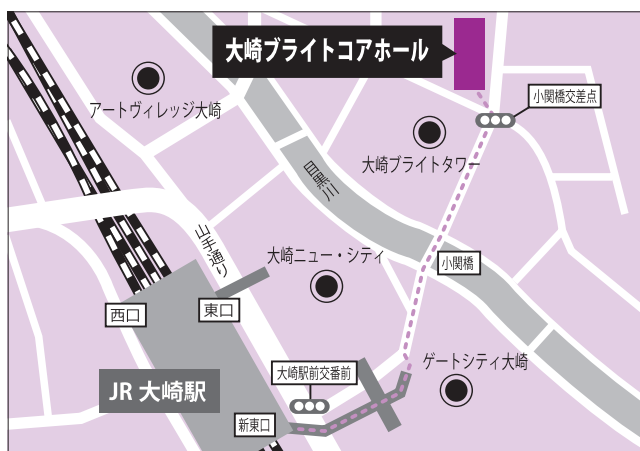 大崎ブライトコアホール
小関橋交差点
アートヴィレッジ大崎
大崎ブライトタワー
目黒川
山手通り
大崎ニュー・シティ
小関橋
西口
東口
大崎駅前交番前
ゲートシティ大崎
JR 大崎駅
新東口